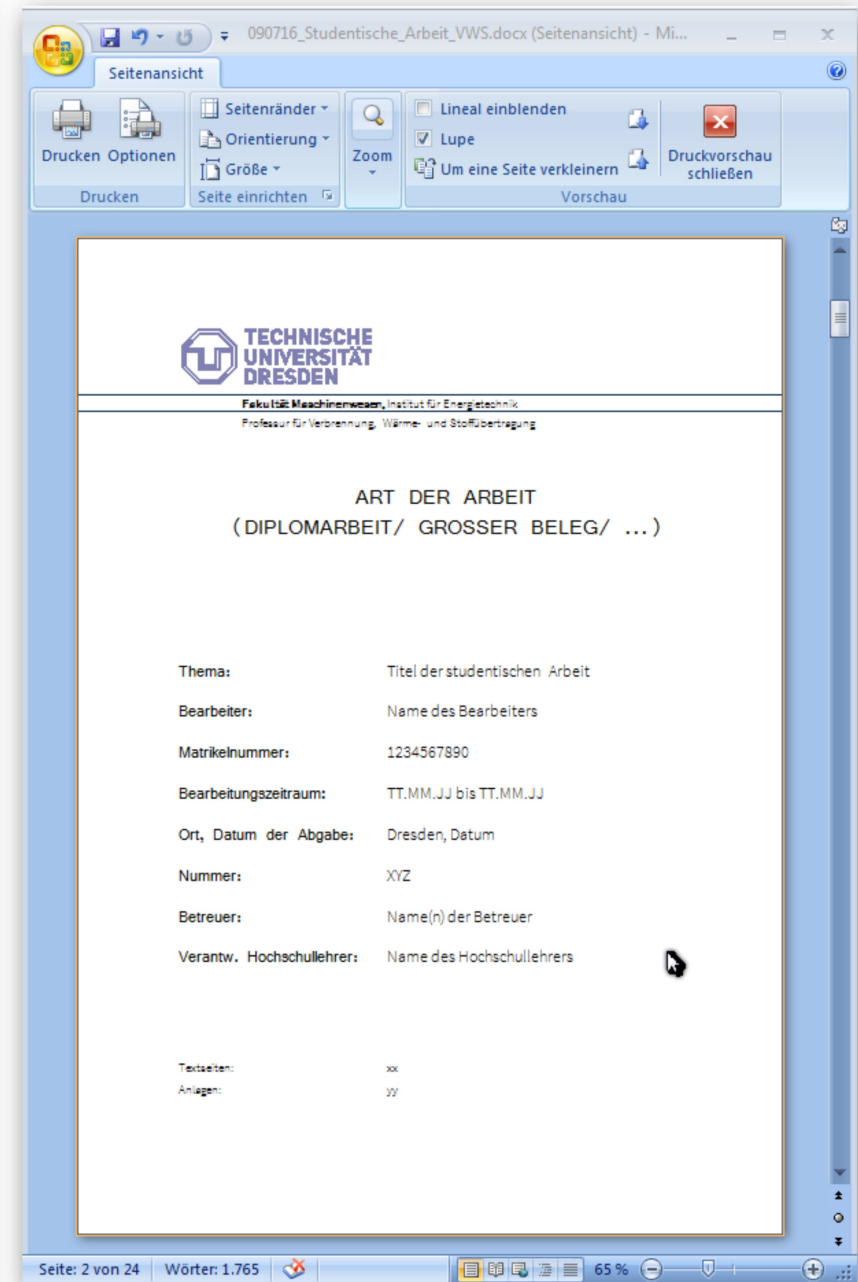 090716_Studentische_Arbeit_VWS.docx (Seitenansicht) - Mi...
Seitenansicht
Drucken
Optionen
Seitenränder
Orientierung
Größe
Zoom
Lineal einblenden
Lupe
Um eine Seite verkleinern
Druckvorschau
schließen
Drucken
Seite einrichten
Vorschau
TECHNISCHE
UNIVERSITÄT
DRESDEN
Fakultät Maschinenwesen, Institut für Energietechnik
Professur für Verbrennung, Wärme- und Stoffübertragung
ART DER ARBEIT
(DIPLOMARBEIT/ GROSSER BELEG/ ...)
Thema: Titel der studentischen Arbeit
Bearbeiter: Name des Bearbeiters
Matrikelnummer: 1234567890
Bearbeitungszeitraum: TT.MM.JJ bis TT.MM.JJ
Ort, Datum der Abgabe: Dresden, Datum
Nummer: XYZ
Betreuer: Name(n) der Betreuer
Verantw. Hochschullehrer: Name des Hochschullehrers
Textseiten: xx
Anlagen: yy
Seite: 2 von 24 Wörter: 1.765 65 %